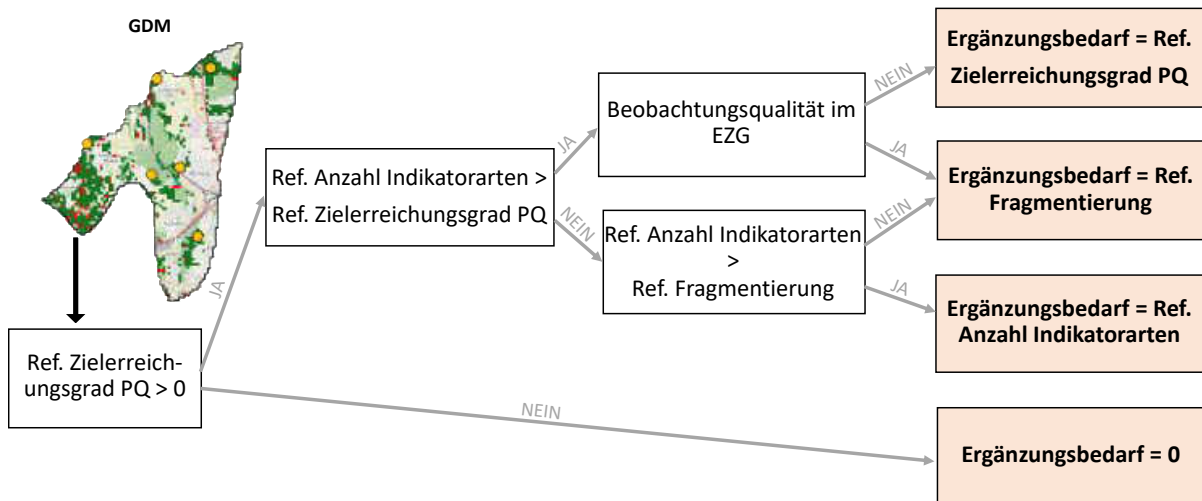 GDM
Ref. Zielerreich-
ungsgrad PQ > 0
JA
NEIN
Ref. Anzahl Indikatorarten >
Ref. Zielerreichungsgrad PQ
JA
NEIN
Beobachtungsqualität im
EZG
NEIN
JA
Ref. Anzahl Indikatorarten
>
Ref. Fragmentierung
NEIN
JA
Ergänzungsbedarf = Ref.
Zielerreichungsgrad PQ
Ergänzungsbedarf = Ref.
Fragmentierung
Ergänzungsbedarf = Ref.
Anzahl Indikatorarten
Ergänzungsbedarf = 0